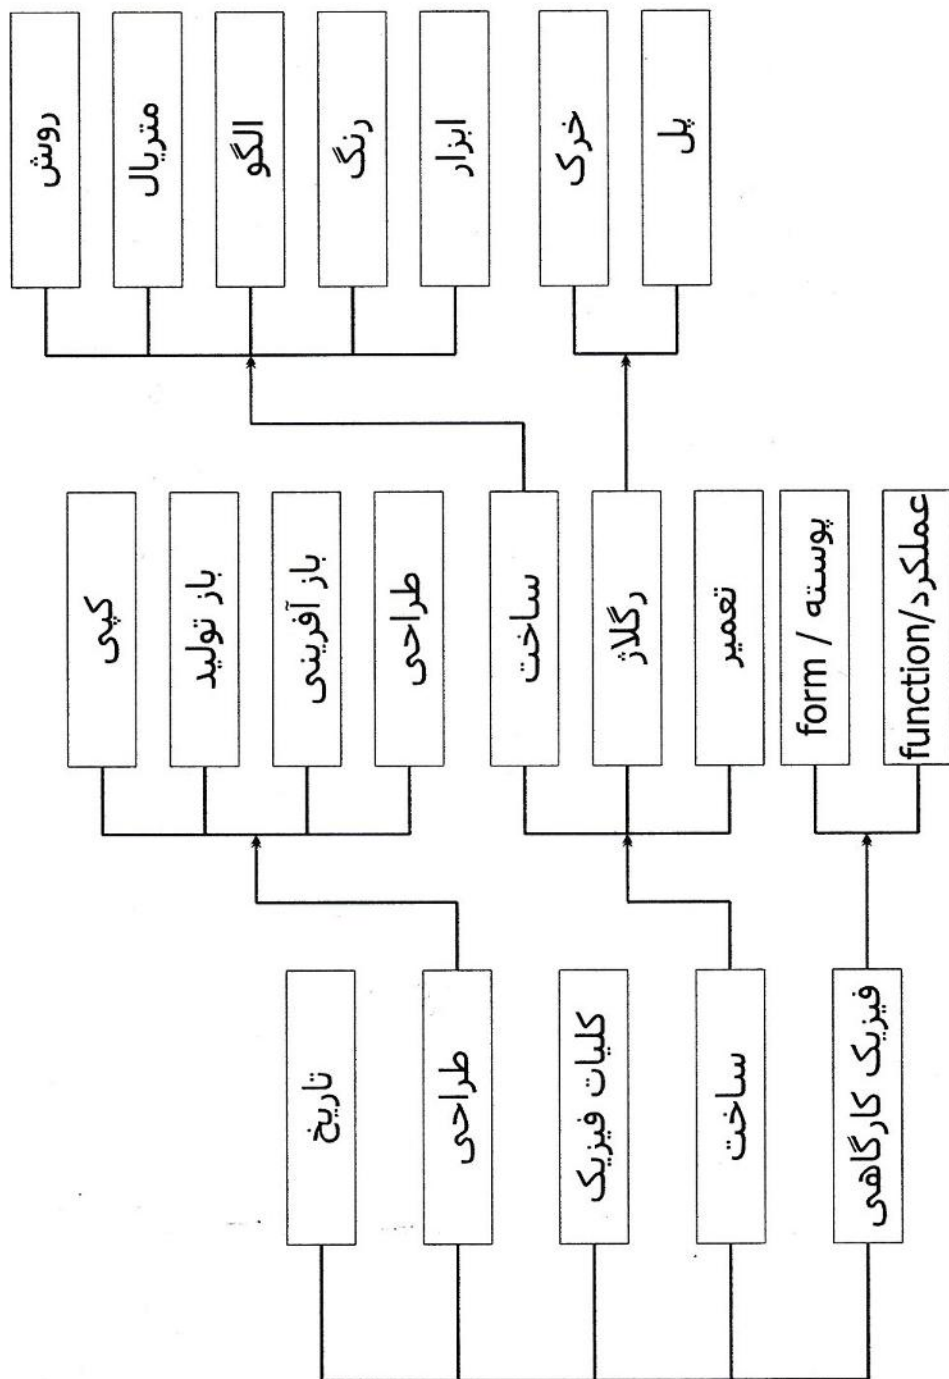 روش
متریال
الگو
رنگ
ابزار
خرک
پل
کپی
باز تولید
باز آفرینی
طراحی
ساخت
رگلاژ
تعمیر
پوسته / form
عملکرد/function
تاریخ
طراحی
کلیات فیزیک
ساخت
فیزیک کارگاهی